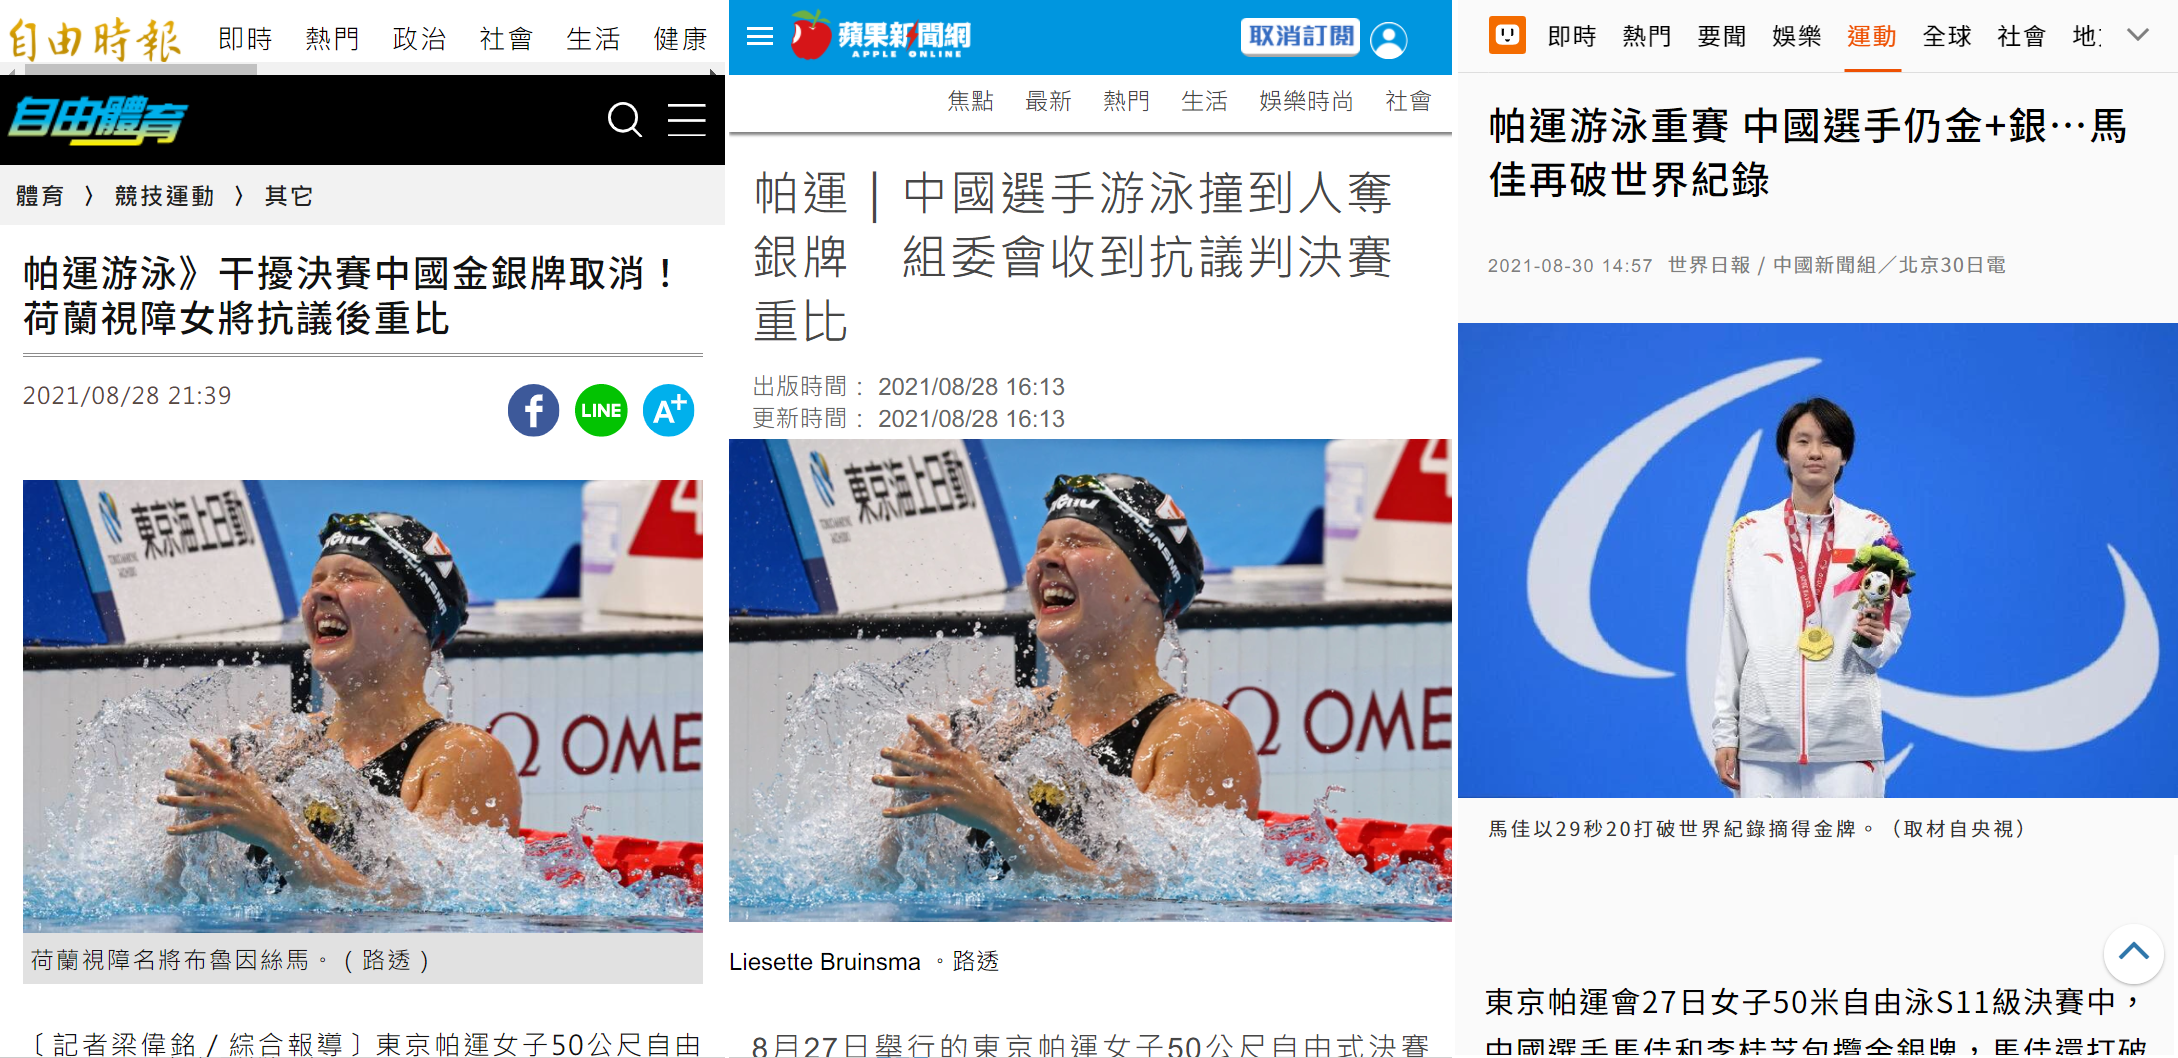 自由時報 即時 熱門 政治 社會 生活 健康
自由體育
體育 〉 競技運動 〉 其它
帕運游泳》干擾決賽中國金銀牌取消！
荷蘭視障女將抗議後重比
2021/08/28 21:39
f LINE A+
東京海上日動
4
BRUINSMA
Ω OME
荷蘭視障名將布魯因絲馬。（路透）
〔記者梁偉銘／綜合報導〕東京帕運女子50公尺自由
蘋果新聞網
APPLE ONLINE
取消訂閱
焦點 最新 熱門 生活 娛樂時尚 社會
帕運｜中國選手游泳撞到人奪
銀牌　組委會收到抗議判決賽
重比
出版時間： 2021/08/28 16:13
更新時間： 2021/08/28 16:13
東京海上日動
4
BRUINSMA
Ω OME
Liesette Bruinsma 。路透
8月27日舉行的東京帕運女子50公尺自由式決賽
即時 熱門 要聞 娛樂 運動 全球 社會 地
帕運游泳重賽 中國選手仍金+銀…馬
佳再破世界紀錄
2021-08-30 14:57 世界日報 / 中國新聞組／北京30日電
馬佳以29秒20打破世界紀錄摘得金牌。（取材自央視）
東京帕運會27日女子50米自由泳S11級決賽中，
中國選手馬佳和李桂芝包攬金銀牌，馬佳還打破